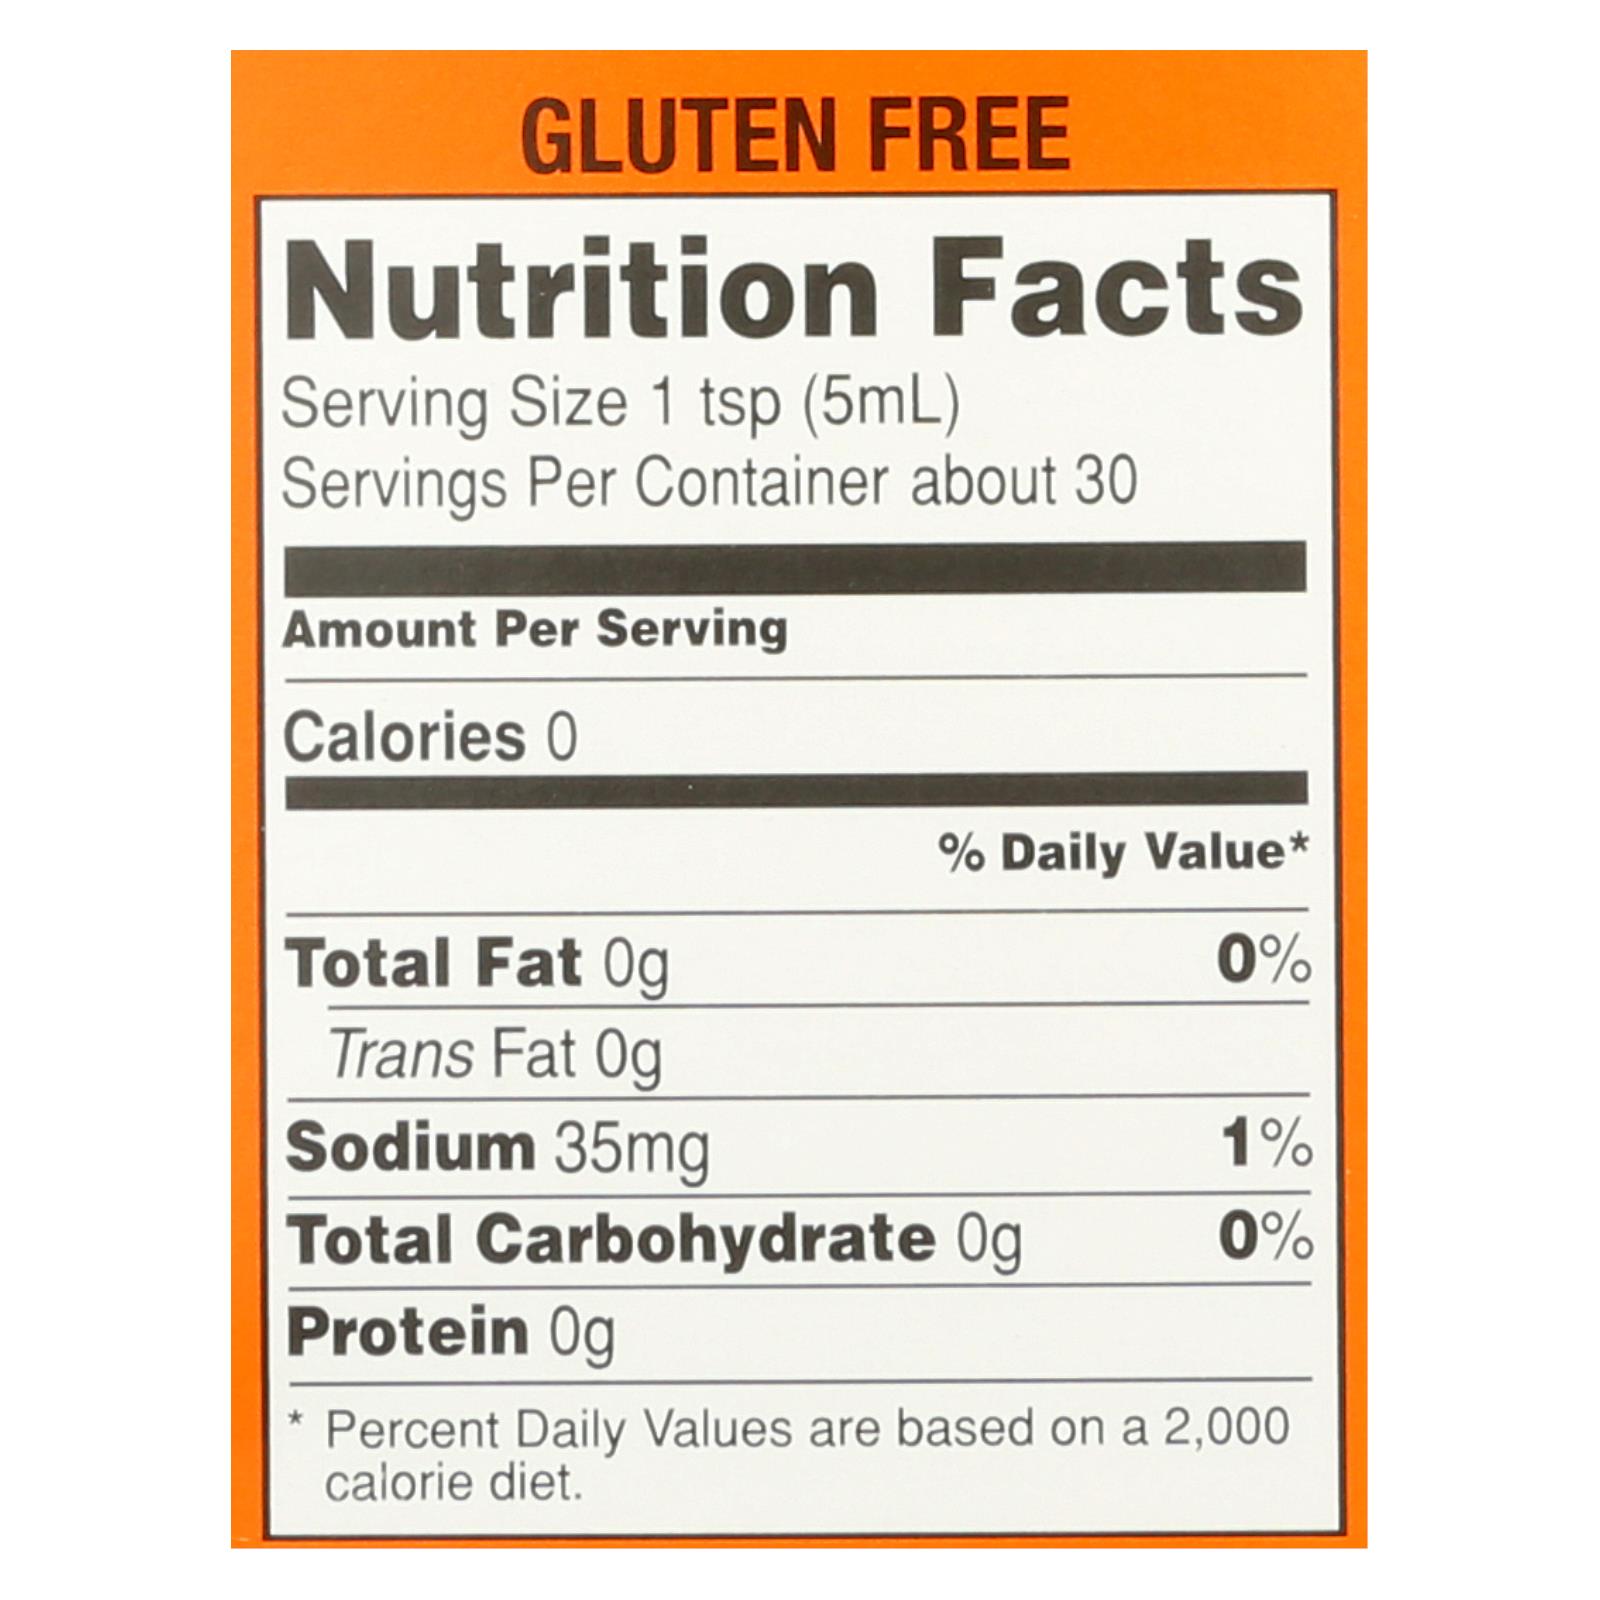 GLUTEN FREE
Nutrition Facts
Serving Size 1 tsp (5mL)
Servings Per Container about 30
Amount Per Serving
Calories 0
% Daily Value*
Total Fat 0g 0%
Trans Fat 0g
Sodium 35mg 1%
Total Carbohydrate 0g 0%
Protein 0g
* Percent Daily Values are based on a 2,000
calorie diet.